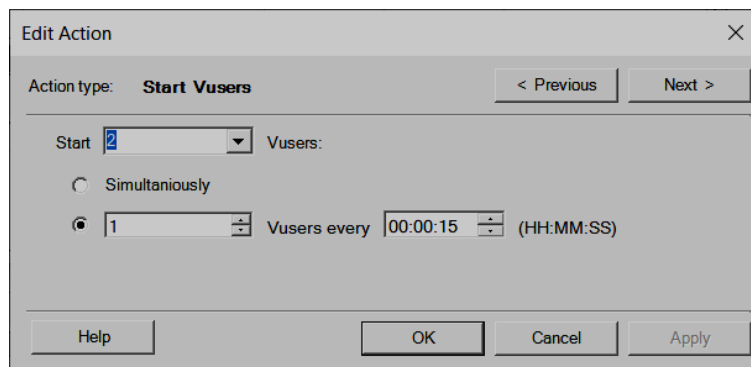 Edit Action
Action type: Start Vusers < Previous Next >
Start 2 Vusers:
Simultaniously
1 Vusers every 00:00:15 (HH:MM:SS)
Help OK Cancel Apply